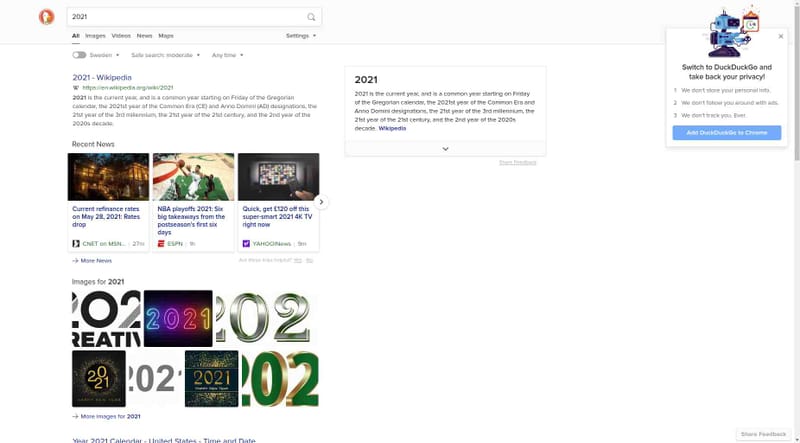 2021
All Images Videos News Maps Settings
Sweden Safe search: moderate Any time
2021 - Wikipedia
W https://en.wikipedia.org/wiki/2021
2021 is the current year, and is a common year starting on Friday of the Gregorian
calendar, the 2021st year of the Common Era (CE) and Anno Domini (AD) designations, the
21st year of the 3rd millennium, the 21st year of the 21st century, and the 2nd year of the 2020s
decade.
Recent News
Current refinance rates
on May 28, 2021: Rates
drop
CNET on MSN... · 27m
NBA playoffs 2021: Six
big takeaways from the
postseason's first six
days
ESPN | 1h
Quick, get £120 off this
super-smart 2021 4K TV
right now
YAHOO!News | 9m
More News
Are these links helpful? Yes No
Images for 2021
202
CREATIVE
2021
202
2021
HAPPY NEW YEAR
2021
2021
HAPPY NEW YEAR
202
More Images for 2021
Year 2021 Calendar - United States - Time and Date
2021
2021 is the current year, and is a common year starting on Friday
of the Gregorian calendar, the 2021st year of the Common Era and
Anno Domini designations, the 21st year of the 3rd millennium, the
21st year of the 21st century, and the 2nd year of the 2020s
decade. Wikipedia
Share Feedback
Switch to DuckDuckGo and
take back your privacy!
1 We don't store your personal info.
2 We don't follow you around with ads.
3 We don't track you. Ever.
Add DuckDuckGo to Chrome
Share Feedback